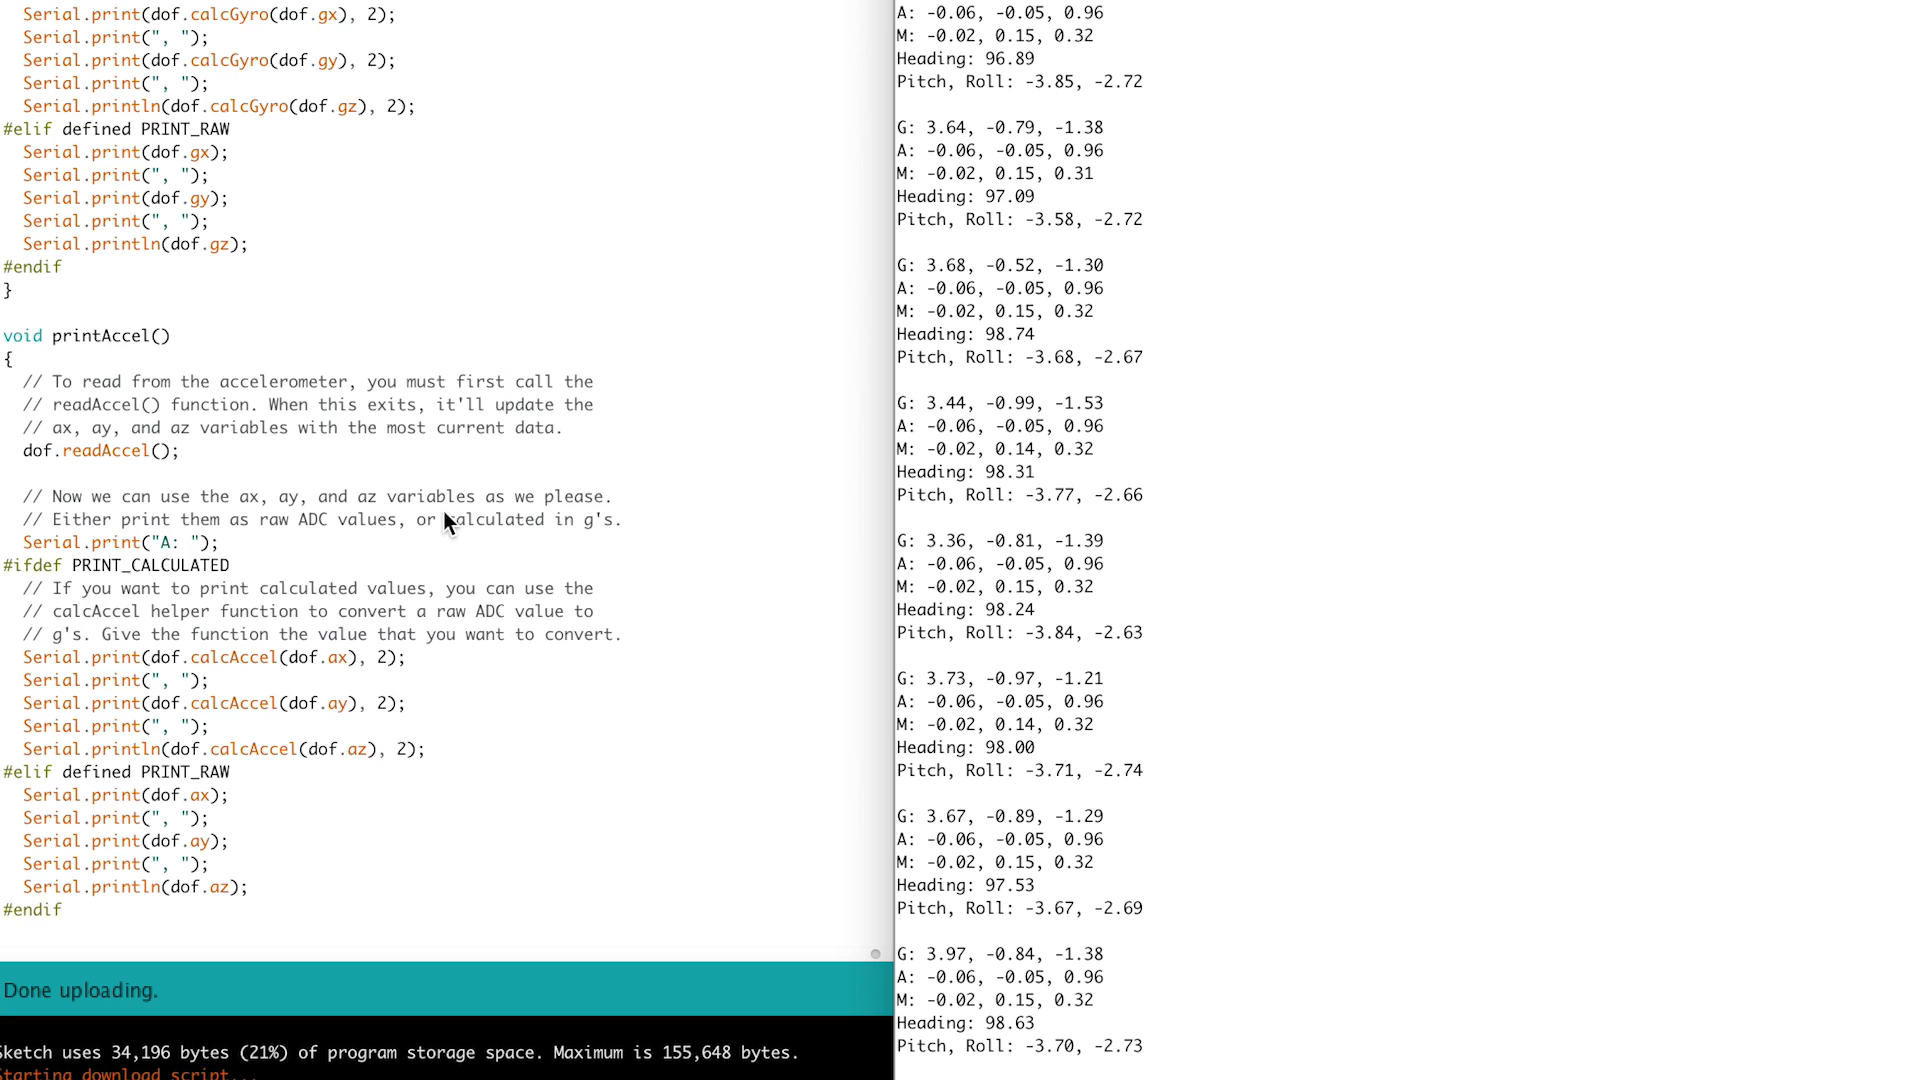 Serial.print(dof.calcGyro(dof.gx), 2);
Serial.print(", ");
Serial.print(dof.calcGyro(dof.gy), 2);
Serial.print(", ");
Serial.println(dof.calcGyro(dof.gz), 2);
#elif defined PRINT_RAW
Serial.print(dof.gx);
Serial.print(", ");
Serial.print(dof.gy);
Serial.print(", ");
Serial.println(dof.gz);
#endif
}
void printAccel()
{
// To read from the accelerometer, you must first call the
// readAccel() function. When this exits, it'll update the
// ax, ay, and az variables with the most current data.
dof.readAccel();
// Now we can use the ax, ay, and az variables as we please.
// Either print them as raw ADC values, or calculated in g's.
Serial.print("A: ");
#ifdef PRINT_CALCULATED
// If you want to print calculated values, you can use the
// calcAccel helper function to convert a raw ADC value to
// g's. Give the function the value that you want to convert.
Serial.print(dof.calcAccel(dof.ax), 2);
Serial.print(", ");
Serial.print(dof.calcAccel(dof.ay), 2);
Serial.print(", ");
Serial.println(dof.calcAccel(dof.az), 2);
#elif defined PRINT_RAW
Serial.print(dof.ax);
Serial.print(", ");
Serial.print(dof.ay);
Serial.print(", ");
Serial.println(dof.az);
#endif
Done uploading.
Sketch uses 34,196 bytes (21%) of program storage space. Maximum is 155,648 bytes.
Starting download script...
A: -0.06, -0.05, 0.96
M: -0.02, 0.15, 0.32
Heading: 96.89
Pitch, Roll: -3.85, -2.72
G: 3.64, -0.79, -1.38
A: -0.06, -0.05, 0.96
M: -0.02, 0.15, 0.31
Heading: 97.09
Pitch, Roll: -3.58, -2.72
G: 3.68, -0.52, -1.30
A: -0.06, -0.05, 0.96
M: -0.02, 0.15, 0.32
Heading: 98.74
Pitch, Roll: -3.68, -2.67
G: 3.44, -0.99, -1.53
A: -0.06, -0.05, 0.96
M: -0.02, 0.14, 0.32
Heading: 98.31
Pitch, Roll: -3.77, -2.66
G: 3.36, -0.81, -1.39
A: -0.06, -0.05, 0.96
M: -0.02, 0.15, 0.32
Heading: 98.24
Pitch, Roll: -3.84, -2.63
G: 3.73, -0.97, -1.21
A: -0.06, -0.05, 0.96
M: -0.02, 0.14, 0.32
Heading: 98.00
Pitch, Roll: -3.71, -2.74
G: 3.67, -0.89, -1.29
A: -0.06, -0.05, 0.96
M: -0.02, 0.15, 0.32
Heading: 97.53
Pitch, Roll: -3.67, -2.69
G: 3.97, -0.84, -1.38
A: -0.06, -0.05, 0.96
M: -0.02, 0.15, 0.32
Heading: 98.63
Pitch, Roll: -3.70, -2.73